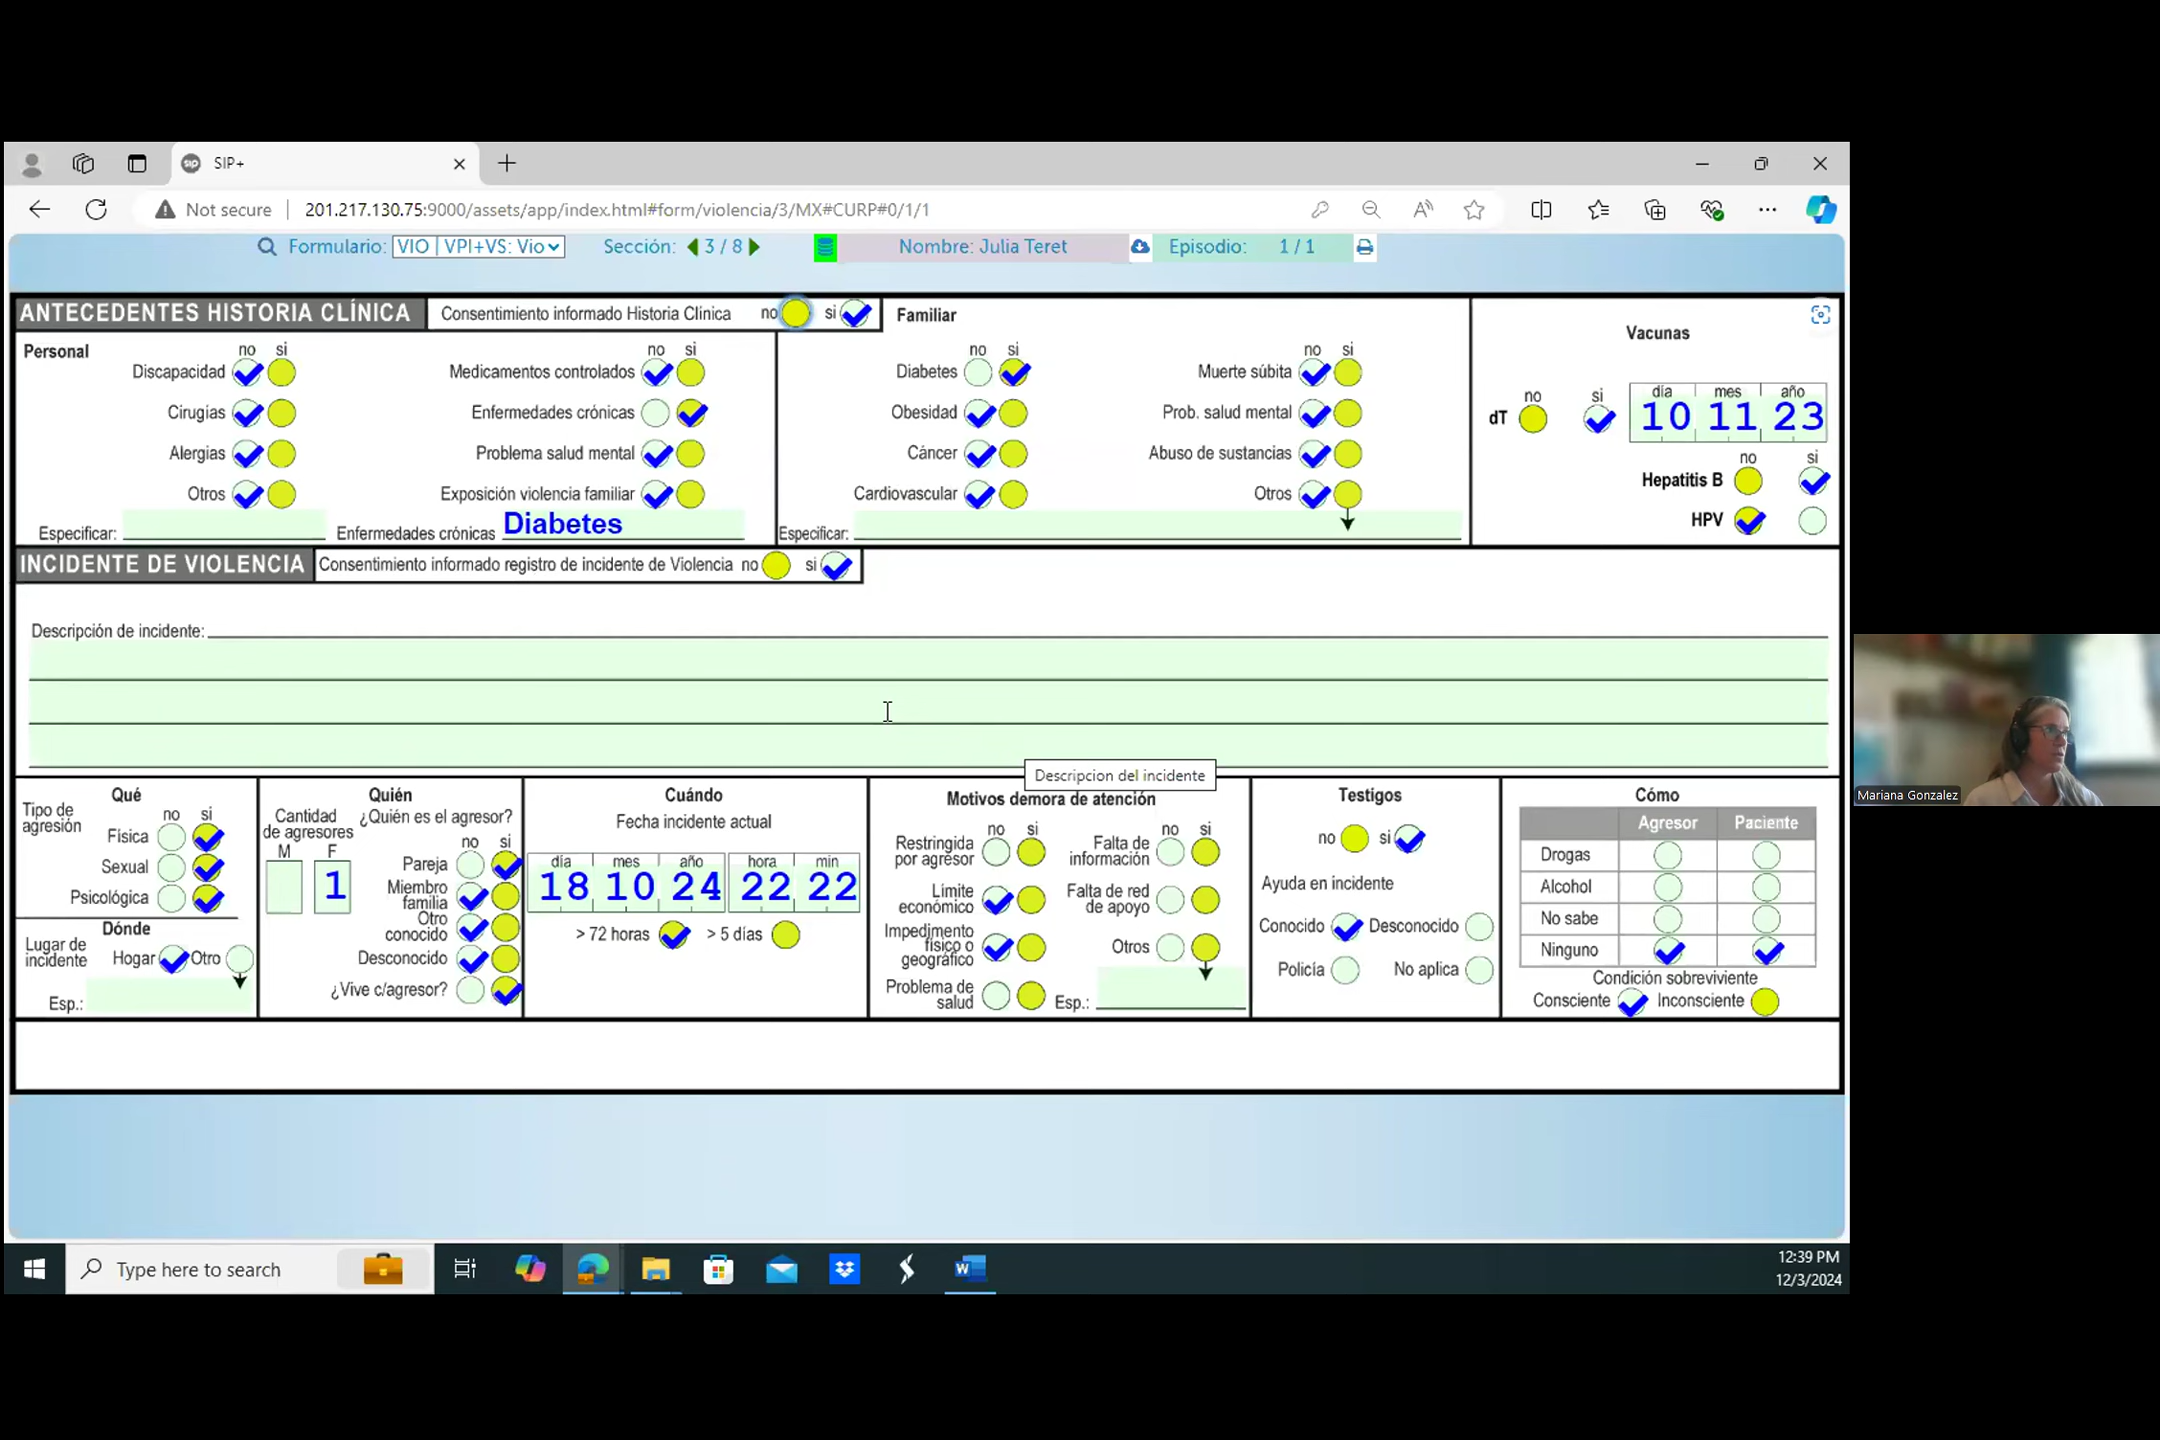 SIP+
Not secure 201.217.130.75:9000/assets/app/index.html#form/violencia/3/MX#CURP#0/1/1
Formulario: VIO | VPI+VS: Vio Sección: 3 / 8 Nombre: Julia Teret Episodio: 1 / 1
ANTECEDENTES HISTORIA CLÍNICA Consentimiento informado Historia Clinica no si Familiar
Vacunas
Personal no si no si no si no si
Discapacidad Medicamentos controlados Diabetes Muerte súbita
día mes año
no si
dT 10 11 23
Cirugías Enfermedades crónicas Obesidad Prob. salud mental
Alergias Problema salud mental Cáncer Abuso de sustancias
no si
Hepatitis B
Otros Exposición violencia familiar Cardiovascular Otros
HPV
Especificar: Enfermedades crónicas Diabetes Especificar:
INCIDENTE DE VIOLENCIA Consentimiento informado registro de incidente de Violencia no si
Descripción de incidente:
Descripcion del incidente
Qué
Tipo de agresión
no si
Física
Sexual
Psicológica
Dónde
Lugar de incidente
Hogar Otro
Esp.:
Quién
Cantidad de agresores
M F
1
¿Quién es el agresor?
no si
Pareja
Miembro familia
Otro conocido
Desconocido
¿Vive c/agresor?
Cuándo
Fecha incidente actual
día mes año hora min
18 10 24 22 22
> 72 horas > 5 días
Motivos demora de atención
no si no si
Restringida por agresor Falta de información
Límite económico Falta de red de apoyo
Impedimento físico o geográfico Otros
Problema de salud Esp.:
Testigos
no si
Ayuda en incidente
Conocido Desconocido
Policía No aplica
Cómo
Agresor Paciente
Drogas
Alcohol
No sabe
Ninguno
Condición sobreviviente
Consciente Inconsciente
Mariana Gonzalez
Type here to search
12:39 PM
12/3/2024